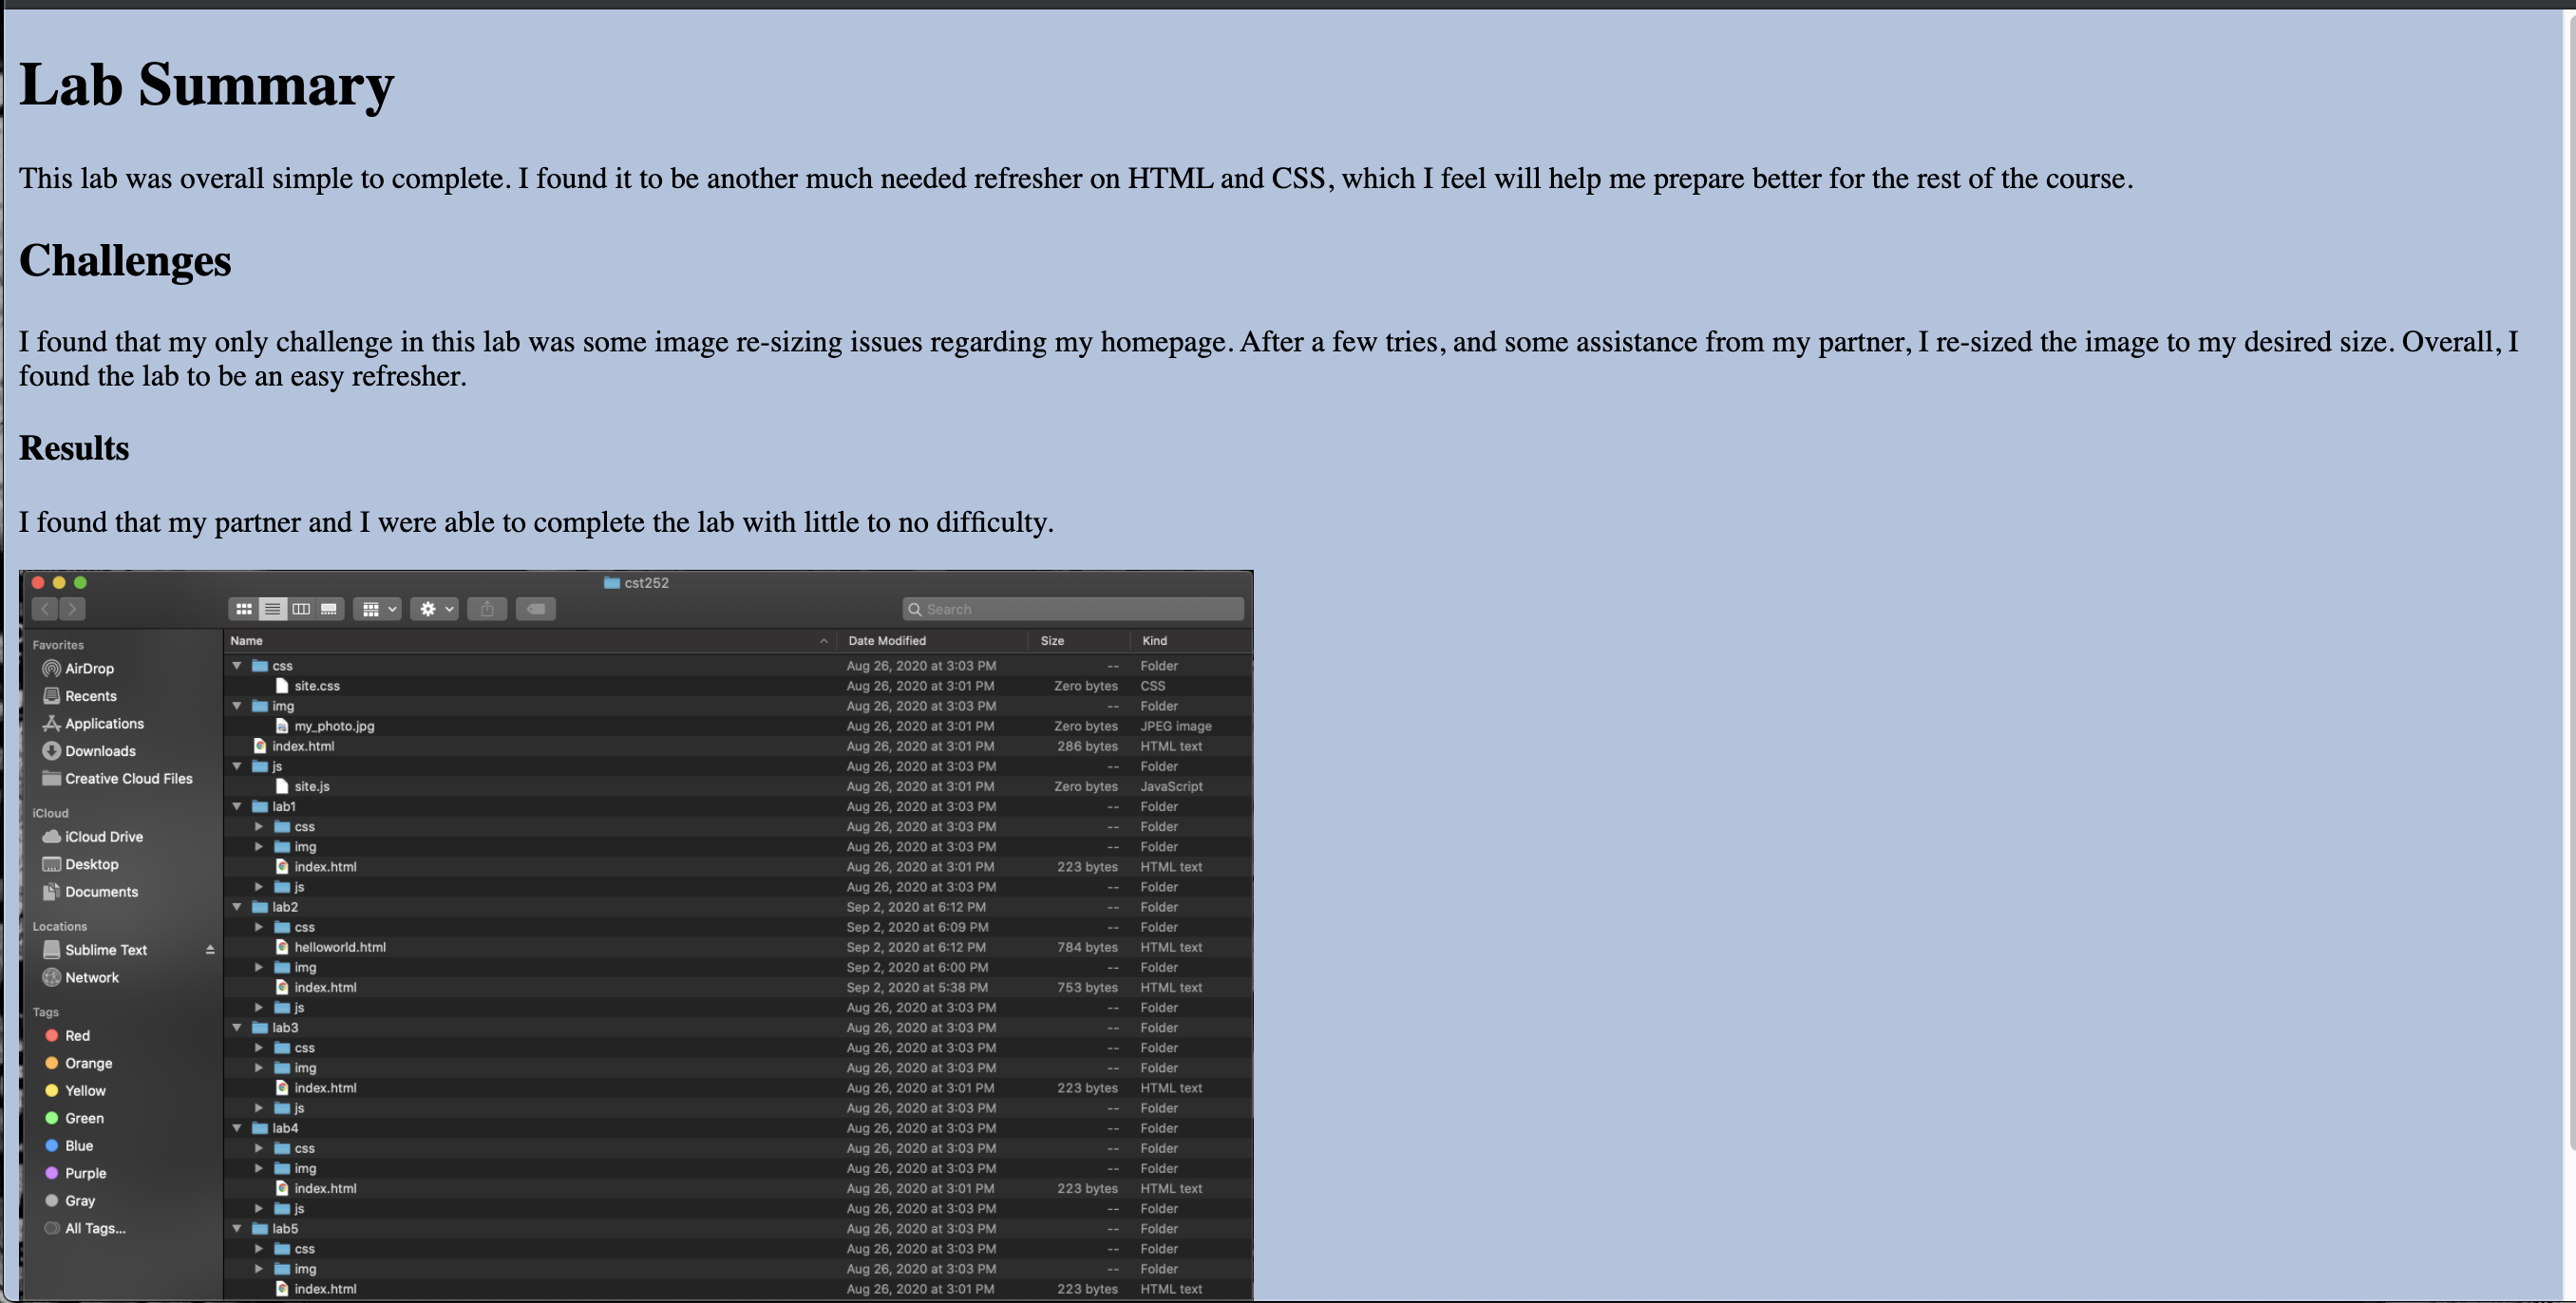 Lab Summary
This lab was overall simple to complete. I found it to be another much needed refresher on HTML and CSS, which I feel will help me prepare better for the rest of the course.
Challenges
I found that my only challenge in this lab was some image re-sizing issues regarding my homepage. After a few tries, and some assistance from my partner, I re-sized the image to my desired size. Overall, I
found the lab to be an easy refresher.
Results
I found that my partner and I were able to complete the lab with little to no difficulty.
cst252
Search
Favorites
AirDrop
Recents
Applications
Downloads
Creative Cloud Files
iCloud
iCloud Drive
Desktop
Documents
Locations
Sublime Text
Network
Tags
Red
Orange
Yellow
Green
Blue
Purple
Gray
All Tags...
Name Date Modified Size Kind
css Aug 26, 2020 at 3:03 PM -- Folder
site.css Aug 26, 2020 at 3:01 PM Zero bytes CSS
img Aug 26, 2020 at 3:03 PM -- Folder
my_photo.jpg Aug 26, 2020 at 3:01 PM Zero bytes JPEG image
index.html Aug 26, 2020 at 3:01 PM 286 bytes HTML text
js Aug 26, 2020 at 3:03 PM -- Folder
site.js Aug 26, 2020 at 3:01 PM Zero bytes JavaScript
lab1 Aug 26, 2020 at 3:03 PM -- Folder
css Aug 26, 2020 at 3:03 PM -- Folder
img Aug 26, 2020 at 3:03 PM -- Folder
index.html Aug 26, 2020 at 3:01 PM 223 bytes HTML text
js Aug 26, 2020 at 3:03 PM -- Folder
lab2 Sep 2, 2020 at 6:12 PM -- Folder
css Sep 2, 2020 at 6:09 PM -- Folder
helloworld.html Sep 2, 2020 at 6:12 PM 784 bytes HTML text
img Sep 2, 2020 at 6:00 PM -- Folder
index.html Sep 2, 2020 at 5:38 PM 753 bytes HTML text
js Aug 26, 2020 at 3:03 PM -- Folder
lab3 Aug 26, 2020 at 3:03 PM -- Folder
css Aug 26, 2020 at 3:03 PM -- Folder
img Aug 26, 2020 at 3:03 PM -- Folder
index.html Aug 26, 2020 at 3:01 PM 223 bytes HTML text
js Aug 26, 2020 at 3:03 PM -- Folder
lab4 Aug 26, 2020 at 3:03 PM -- Folder
css Aug 26, 2020 at 3:03 PM -- Folder
img Aug 26, 2020 at 3:03 PM -- Folder
index.html Aug 26, 2020 at 3:01 PM 223 bytes HTML text
js Aug 26, 2020 at 3:03 PM -- Folder
lab5 Aug 26, 2020 at 3:03 PM -- Folder
css Aug 26, 2020 at 3:03 PM -- Folder
img Aug 26, 2020 at 3:03 PM -- Folder
index.html Aug 26, 2020 at 3:01 PM 223 bytes HTML text